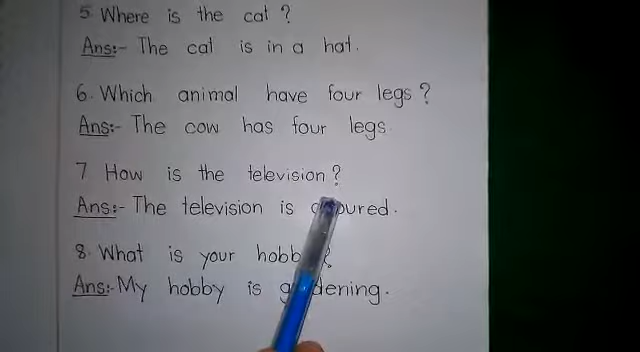 5 Where is the cat ?
Ans:- The cat is in a hat.
6. Which animal have four legs ?
Ans:- The cow has four legs
7 How is the television ?
Ans:- The television is
8. What is your hobby ?
Ans:- My hobby is gardening.